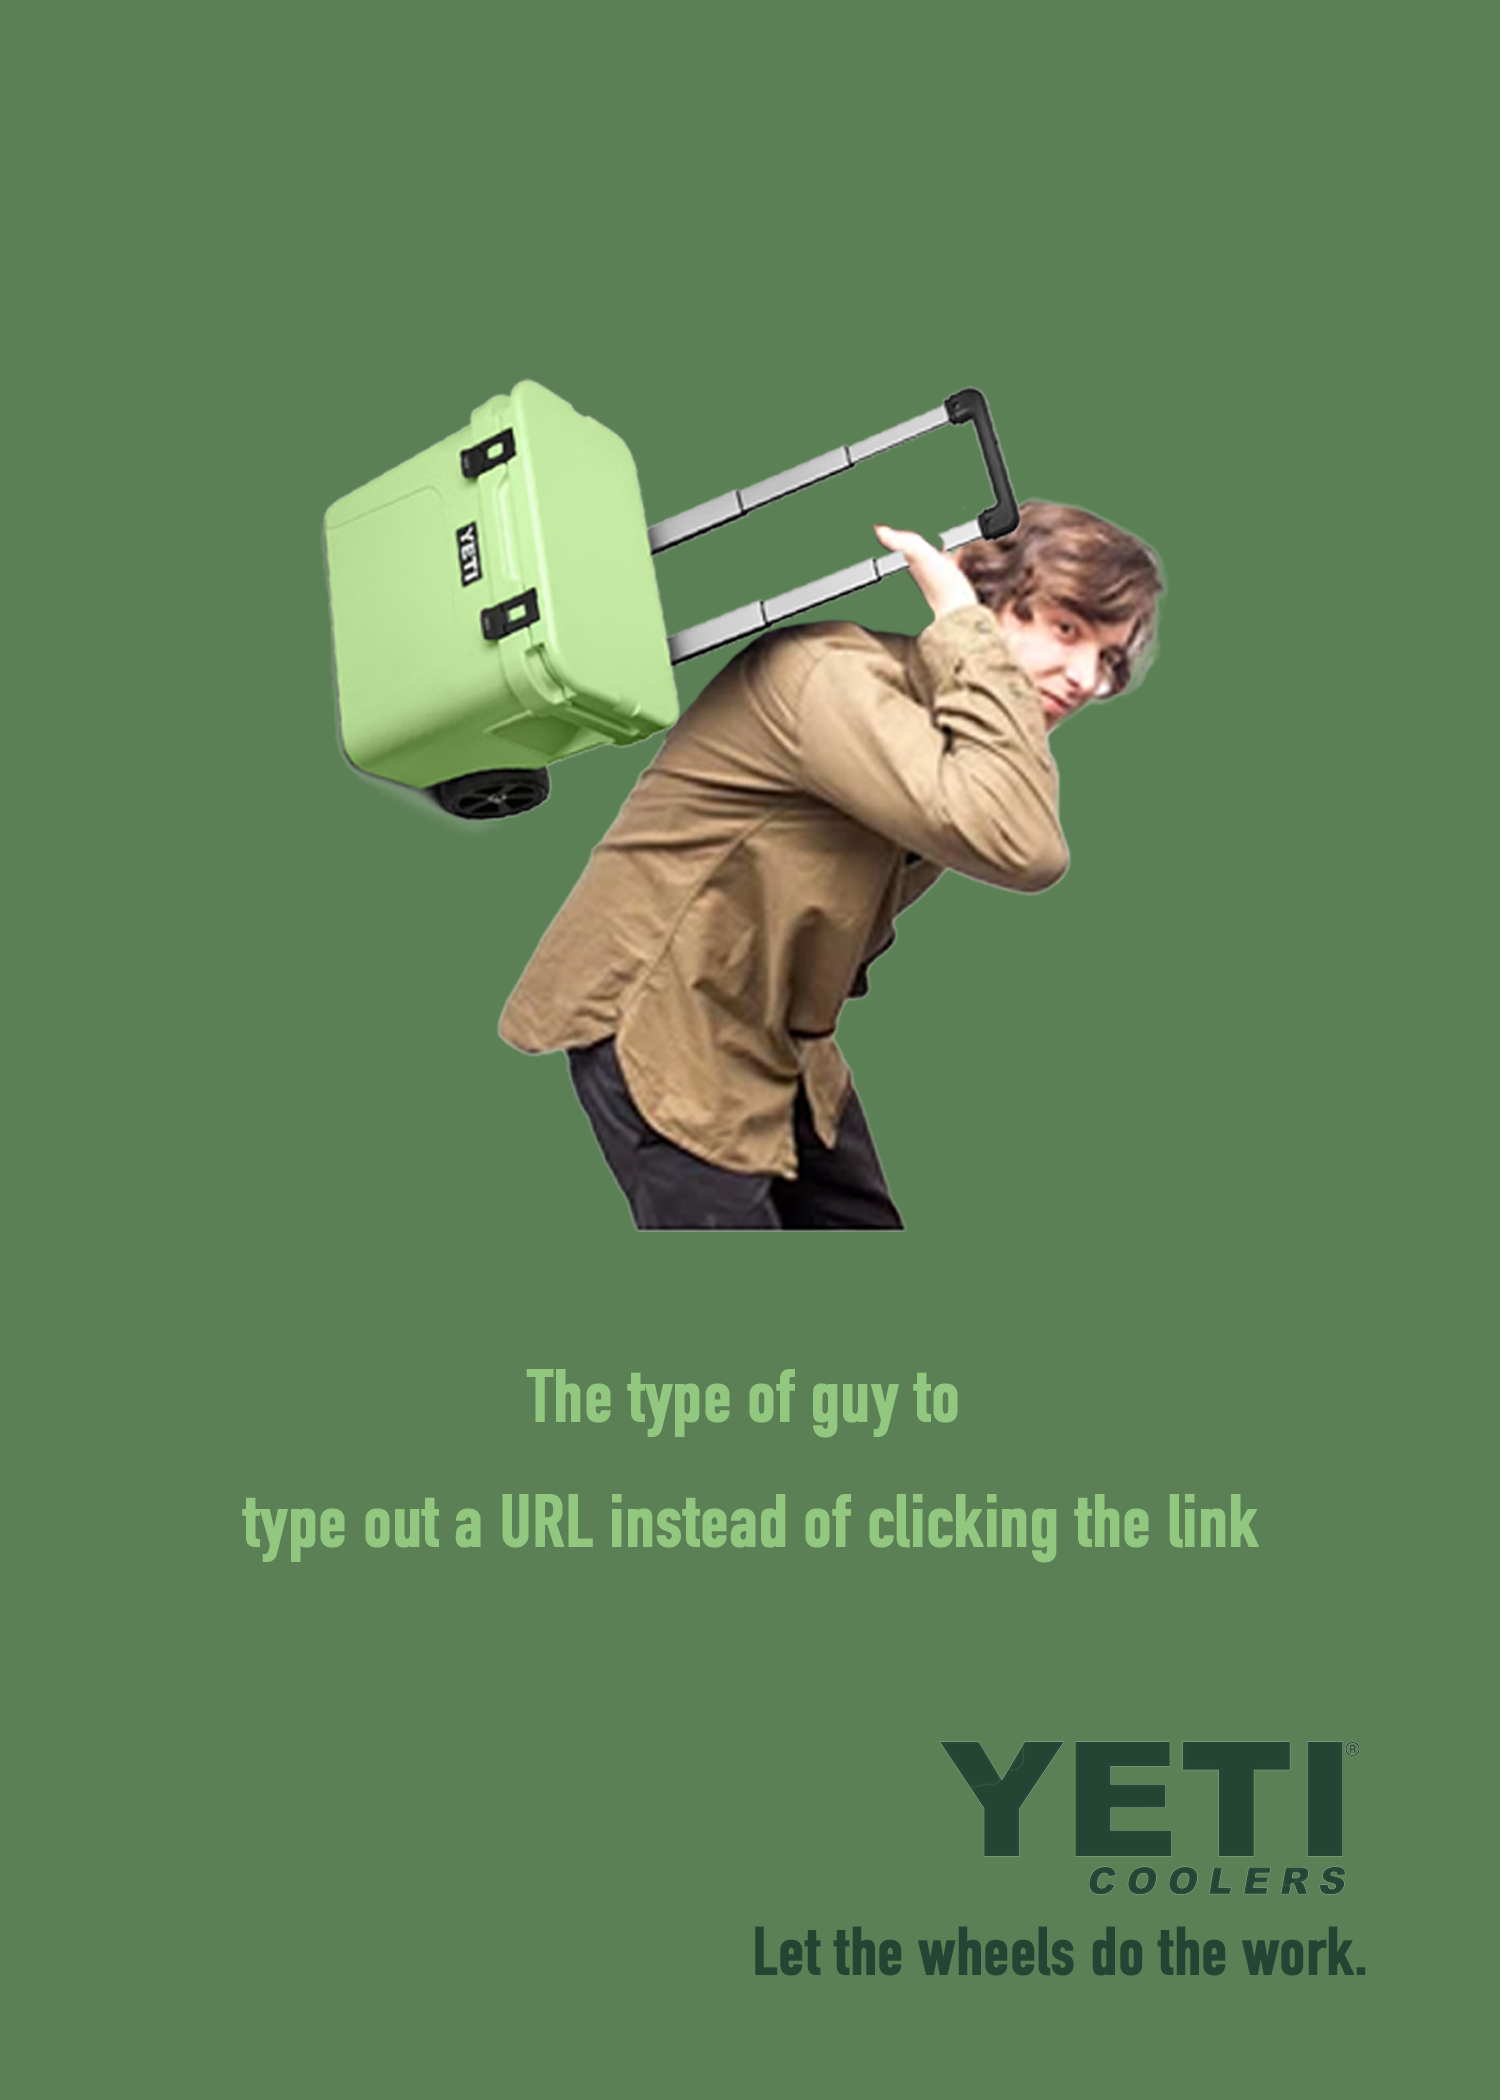 YETI
The type of guy to
type out a URL instead of clicking the link
YETI®
COOLERS
Let the wheels do the work.